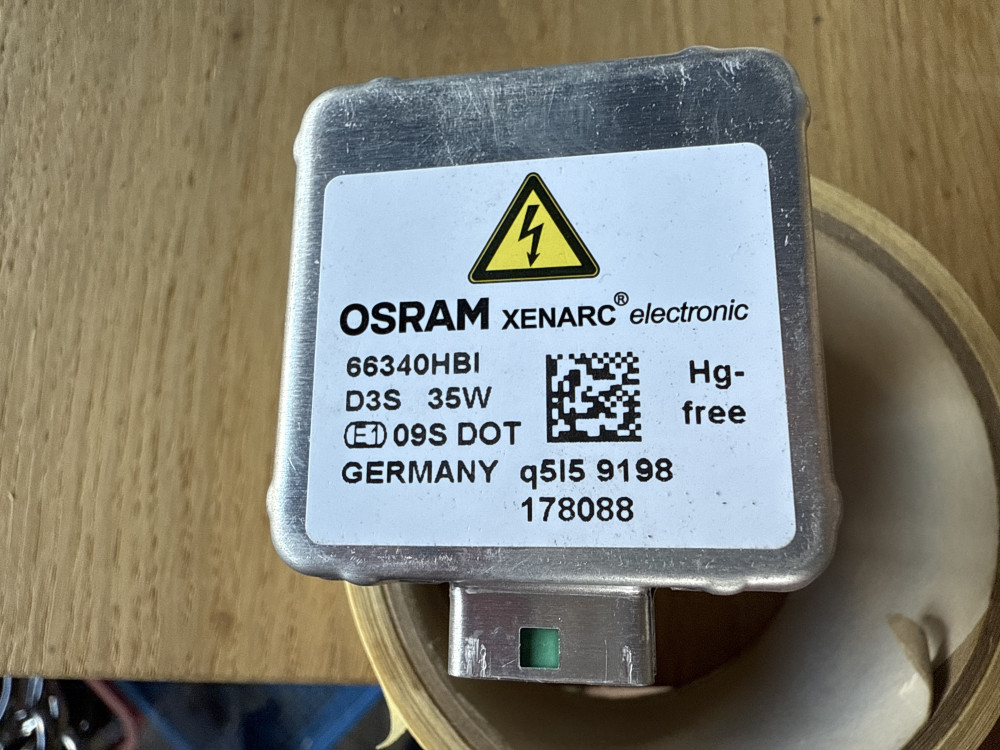 OSRAM XENARC® electronic
66340HBI
D3S 35W
Hg-
free
E1 09S DOT
GERMANY q5I5 9198
178088